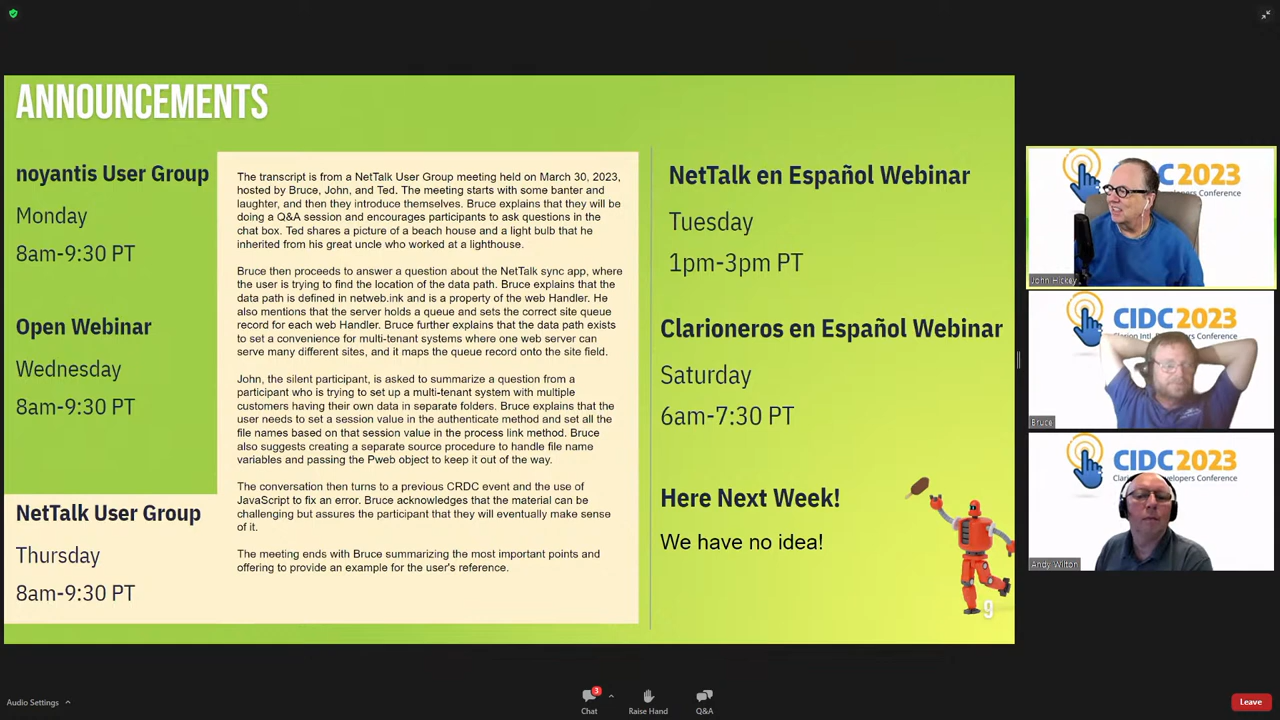 ANNOUNCEMENTS
noyantis User Group
Monday
8am-9:30 PT
Open Webinar
Wednesday
8am-9:30 PT
NetTalk User Group
Thursday
8am-9:30 PT
The transcript is from a NetTalk User Group meeting held on March 30, 2023,
hosted by Bruce, John, and Ted. The meeting starts with some banter and
laughter, and then they introduce themselves. Bruce explains that they will be
doing a Q&A session and encourages participants to ask questions in the
chat box. Ted shares a picture of a beach house and a light bulb that he
inherited from his great uncle who worked at a lighthouse.
Bruce then proceeds to answer a question about the NetTalk sync app, where
the user is trying to find the location of the data path. Bruce explains that the
data path is defined in netweb.ink and is a property of the web Handler. He
also mentions that the server holds a queue and sets the correct site queue
record for each web Handler. Bruce further explains that the data path exists
to set a convenience for multi-tenant systems where one web server can
serve many different sites, and it maps the queue record onto the site field.
John, the silent participant, is asked to summarize a question from a
participant who is trying to set up a multi-tenant system with multiple
customers having their own data in separate folders. Bruce explains that the
user needs to set a session value in the authenticate method and set all the
file names based on that session value in the process link method. Bruce
also suggests creating a separate source procedure to handle file name
variables and passing the Pweb object to keep it out of the way.
The conversation then turns to a previous CRDC event and the use of
JavaScript to fix an error. Bruce acknowledges that the material can be
challenging but assures the participant that they will eventually make sense
of it.
The meeting ends with Bruce summarizing the most important points and
offering to provide an example for the user's reference.
NetTalk en Español Webinar
Tuesday
1pm-3pm PT
Clarioneros en Español Webinar
Saturday
6am-7:30 PT
Here Next Week!
We have no idea!
9
2023
Developers Conference
John Hickey
CIDC 2023
Clarion Intl. Developers Conference
Bruce
CIDC 2023
Developers Conference
Andy Wilton
Audio Settings
3
Chat
Raise Hand
Q&A
Leave